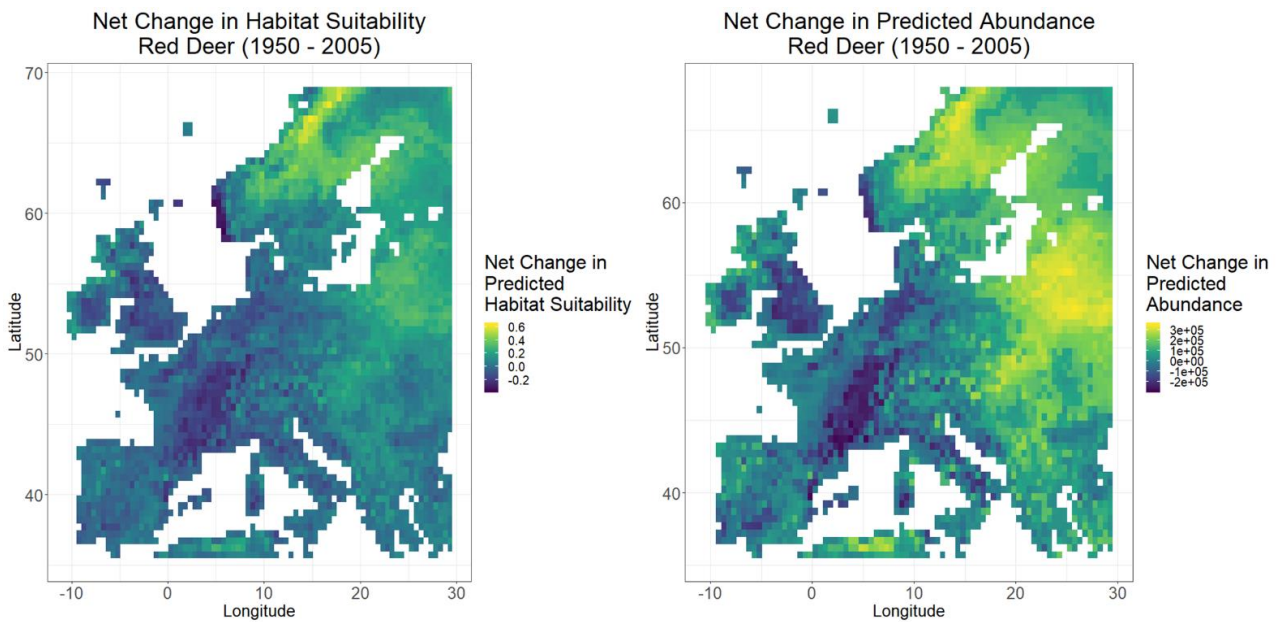 Net Change in Habitat Suitability
Red Deer (1950 - 2005)
70
60
50
40
Latitude
-10
0
10
20
30
Longitude
Net Change in
Predicted
Habitat Suitability
0.6
0.4
0.2
0.0
-0.2
Net Change in Predicted Abundance
Red Deer (1950 - 2005)
60
50
40
Latitude
-10
0
10
20
30
Longitude
Net Change in
Predicted
Abundance
3e+05
2e+05
1e+05
0e+00
-1e+05
-2e+05